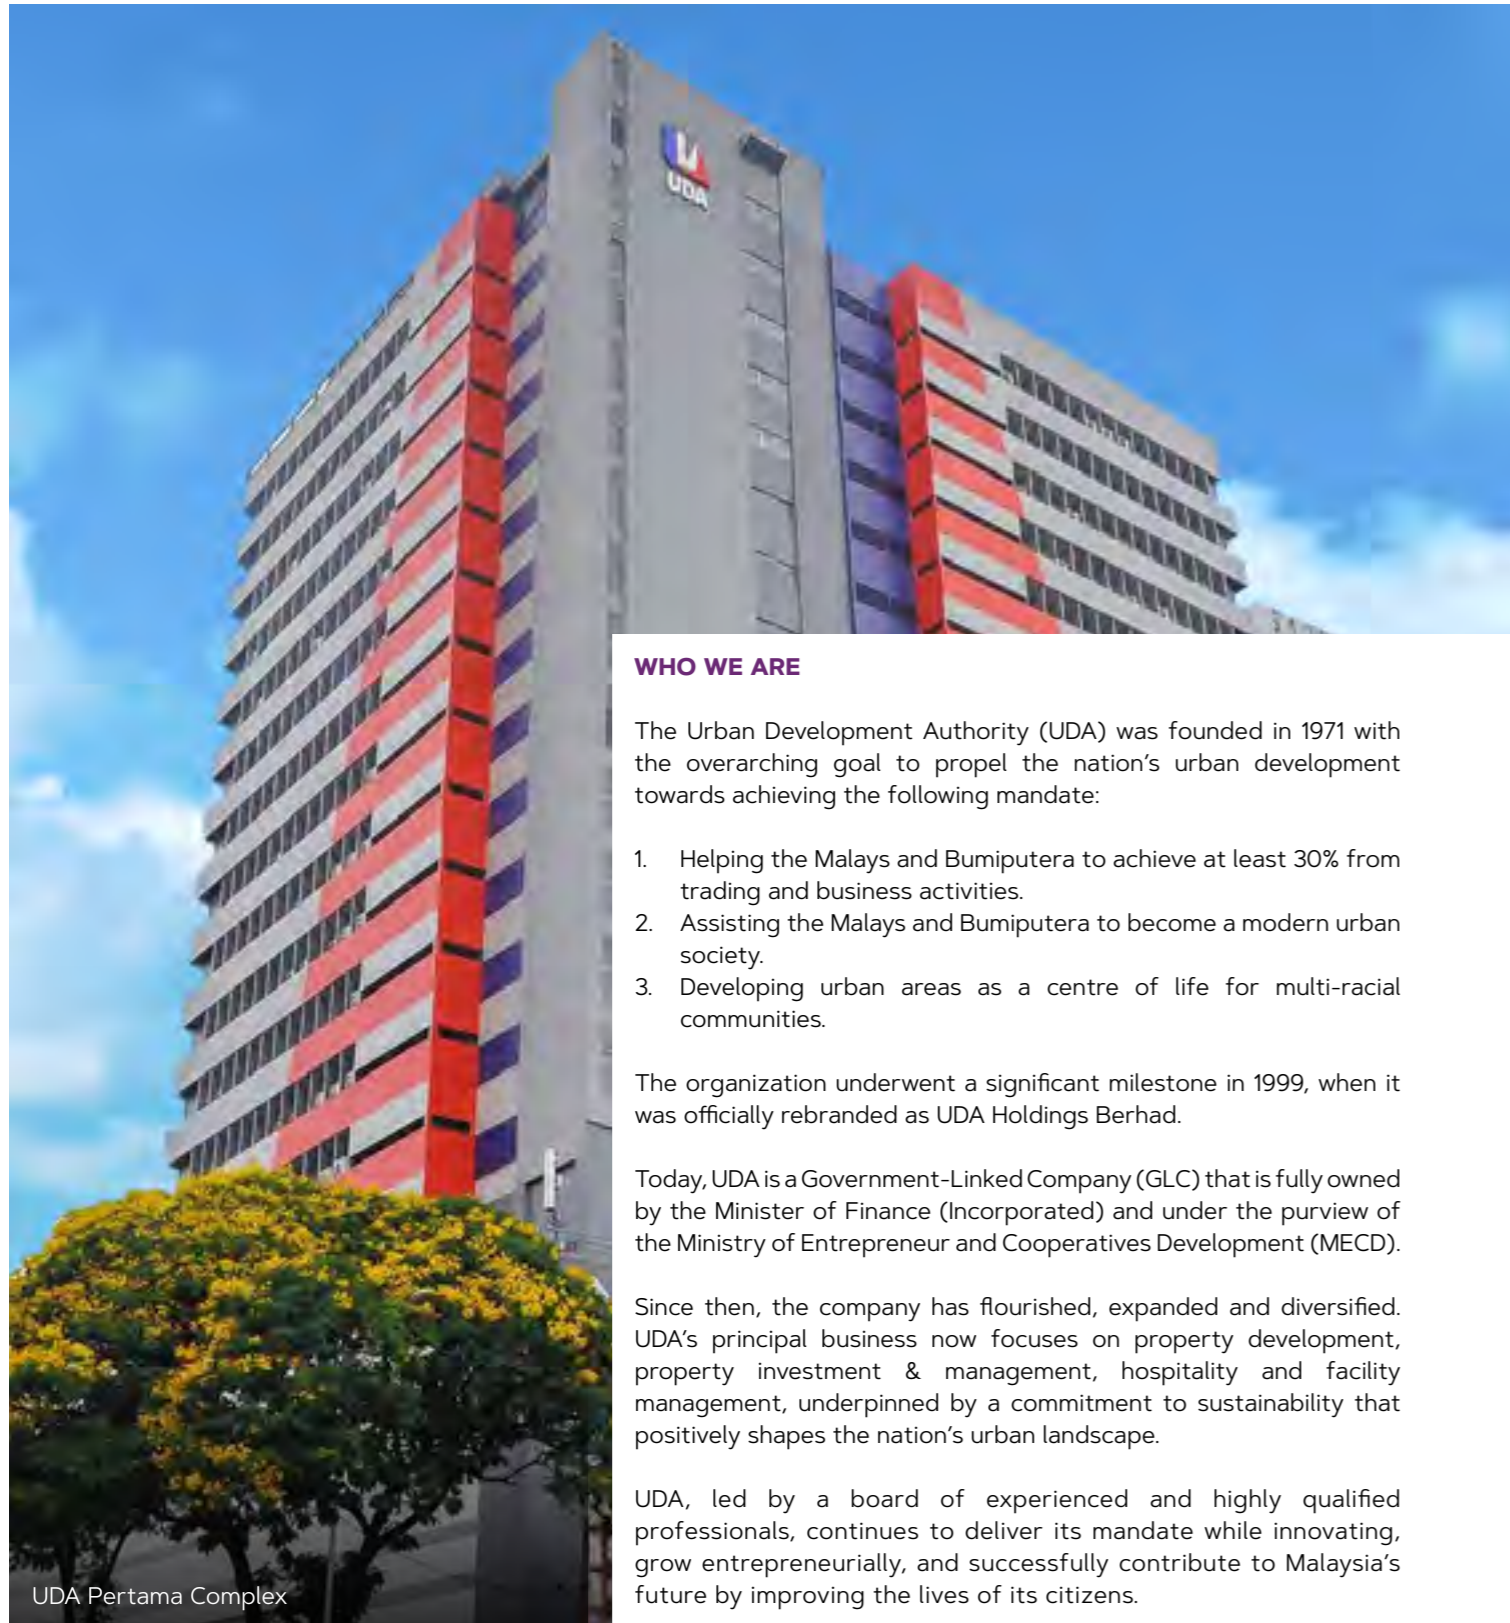 UDA
WHO WE ARE
The Urban Development Authority (UDA) was founded in 1971 with
the overarching goal to propel the nation’s urban development
towards achieving the following mandate:
1. Helping the Malays and Bumiputera to achieve at least 30% from
trading and business activities.
2. Assisting the Malays and Bumiputera to become a modern urban
society.
3. Developing urban areas as a centre of life for multi-racial
communities.
The organization underwent a significant milestone in 1999, when it
was officially rebranded as UDA Holdings Berhad.
Today, UDA is a Government-Linked Company (GLC) that is fully owned
by the Minister of Finance (Incorporated) and under the purview of
the Ministry of Entrepreneur and Cooperatives Development (MECD).
Since then, the company has flourished, expanded and diversified.
UDA’s principal business now focuses on property development,
property investment & management, hospitality and facility
management, underpinned by a commitment to sustainability that
positively shapes the nation’s urban landscape.
UDA, led by a board of experienced and highly qualified
professionals, continues to deliver its mandate while innovating,
grow entrepreneurially, and successfully contribute to Malaysia’s
future by improving the lives of its citizens.
UDA Pertama Complex